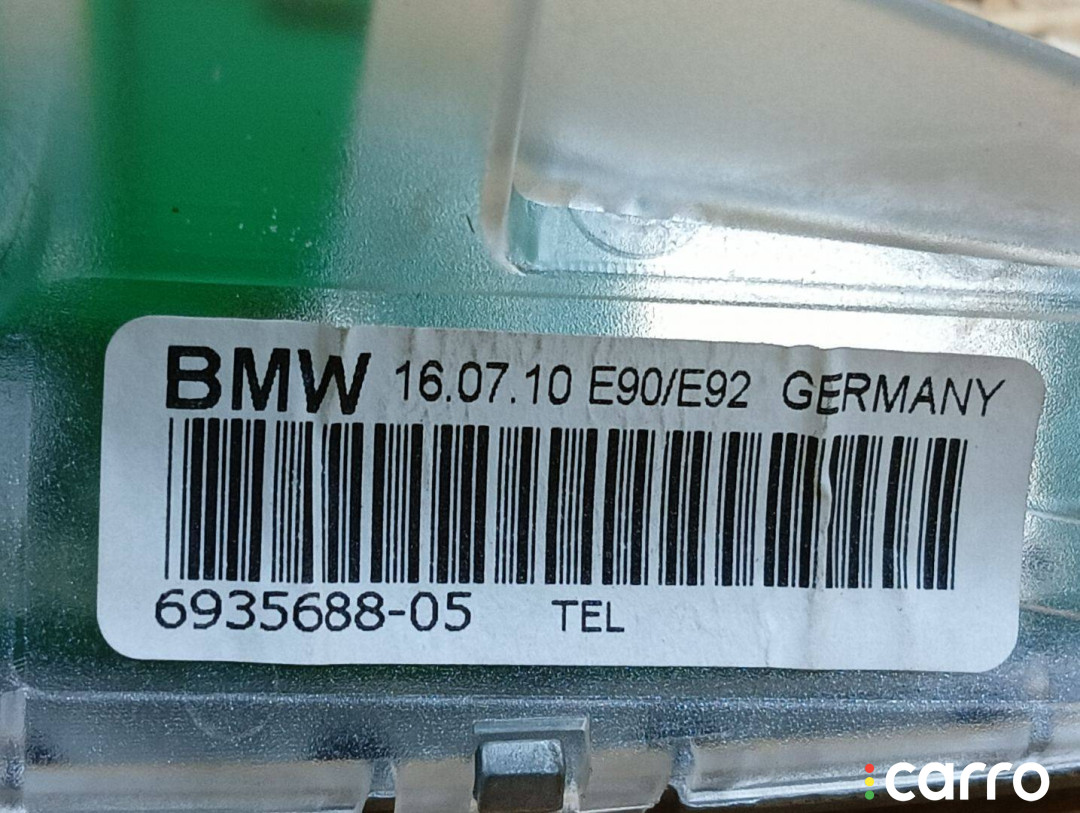 BMW 16.07.10 E90/E92 GERMANY
6935688-05 TEL
carro